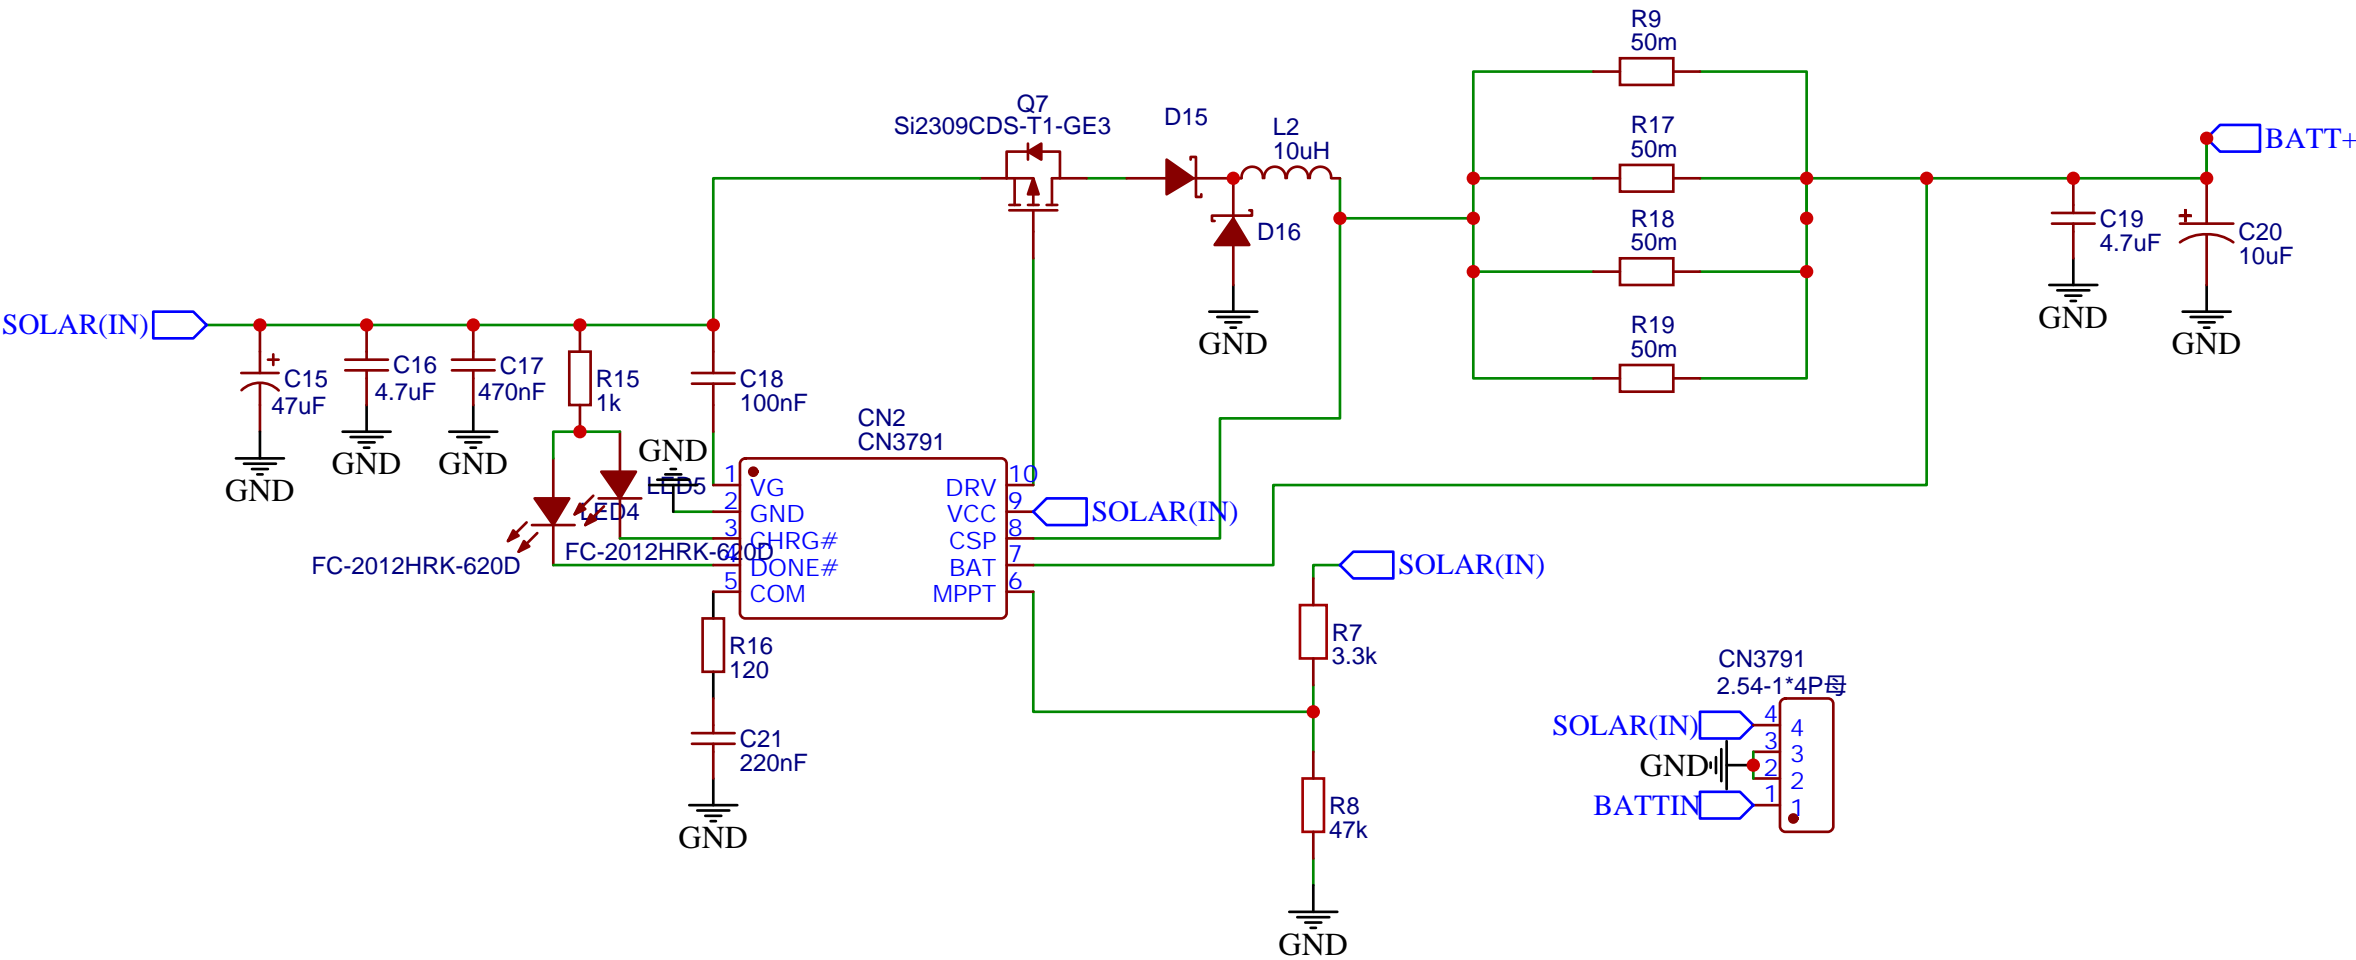 R9
50m
Q7
Si2309CDS-T1-GE3
D15
L2
10uH
R17
50m
BATT+
D16
R18
50m
C19
4.7uF
C20
10uF
GND
GND
GND
SOLAR(IN)
R19
50m
C15
47uF
C16
4.7uF
C17
470nF
R15
1k
C18
100nF
GND
GND
GND
GND
CN2
CN3791
LED5
LED4
FC-2012HRK-620D
FC-2012HRK-620D
1 VG
2 GND
3 CHRG#
4 DONE#
5 COM
DRV 10
VCC 9
CSP 8
BAT 7
MPPT 6
SOLAR(IN)
SOLAR(IN)
R16
120
C21
220nF
GND
R7
3.3k
R8
47k
GND
CN3791
2.54-1*4P母
SOLAR(IN) 4 4
3 3
GND 2 2
BATTIN 1 1